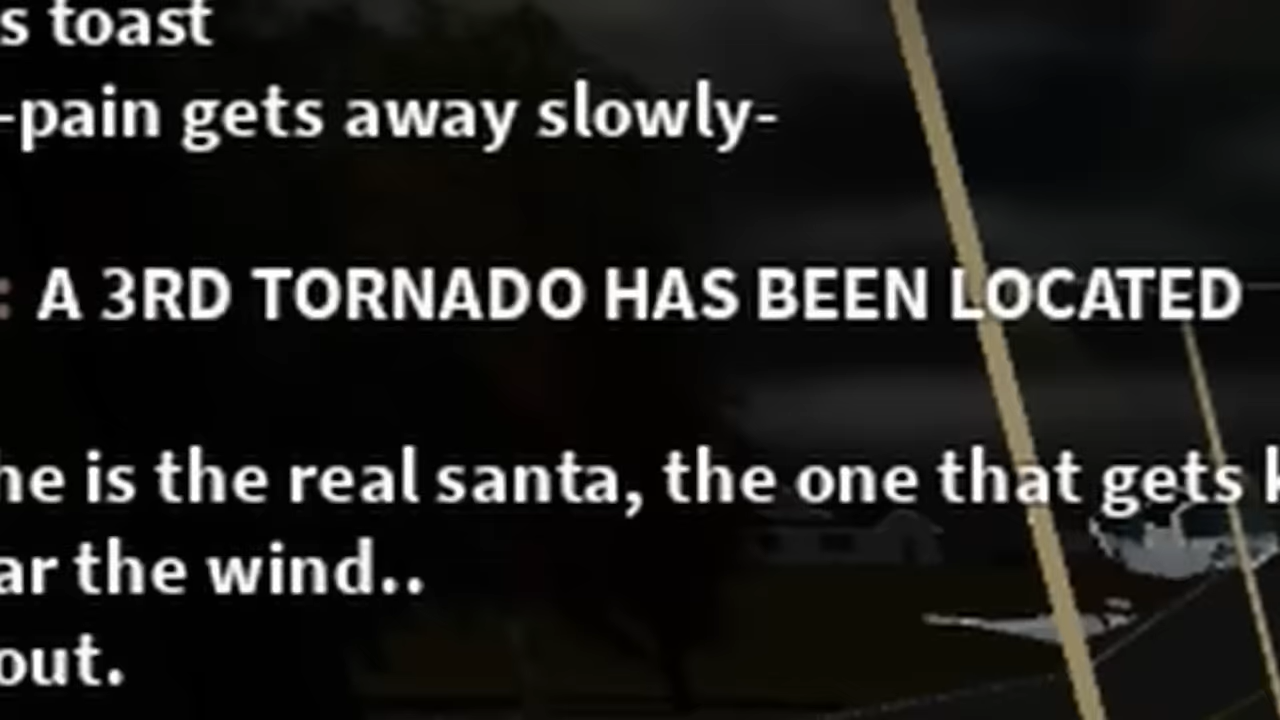 s toast
-pain gets away slowly-
: A 3RD TORNADO HAS BEEN LOCATED
he is the real santa, the one that gets k
ar the wind..
out.